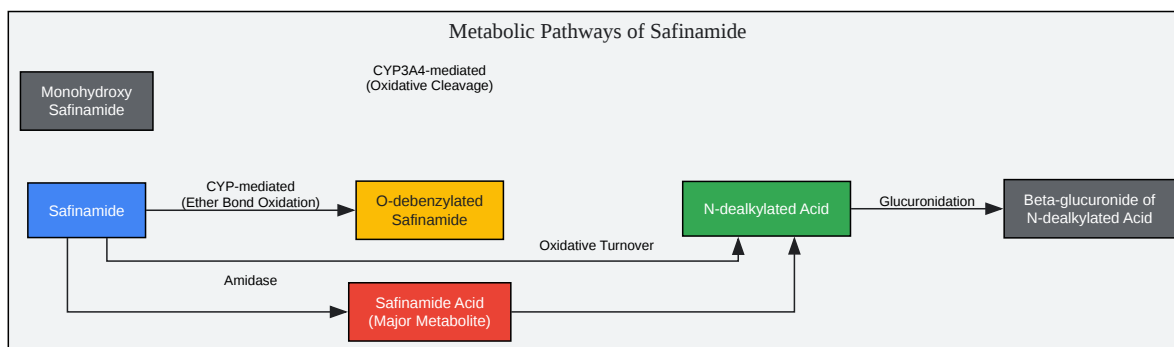 Metabolic Pathways of Safinamide
CYP3A4-mediated
(Oxidative Cleavage)
Monohydroxy
Safinamide
Safinamide
CYP-mediated
(Ether Bond Oxidation)
O-debenzylated
Safinamide
N-dealkylated Acid
Glucuronidation
Beta-glucuronide of
N-dealkylated Acid
Oxidative Turnover
Amidase
Safinamide Acid
(Major Metabolite)